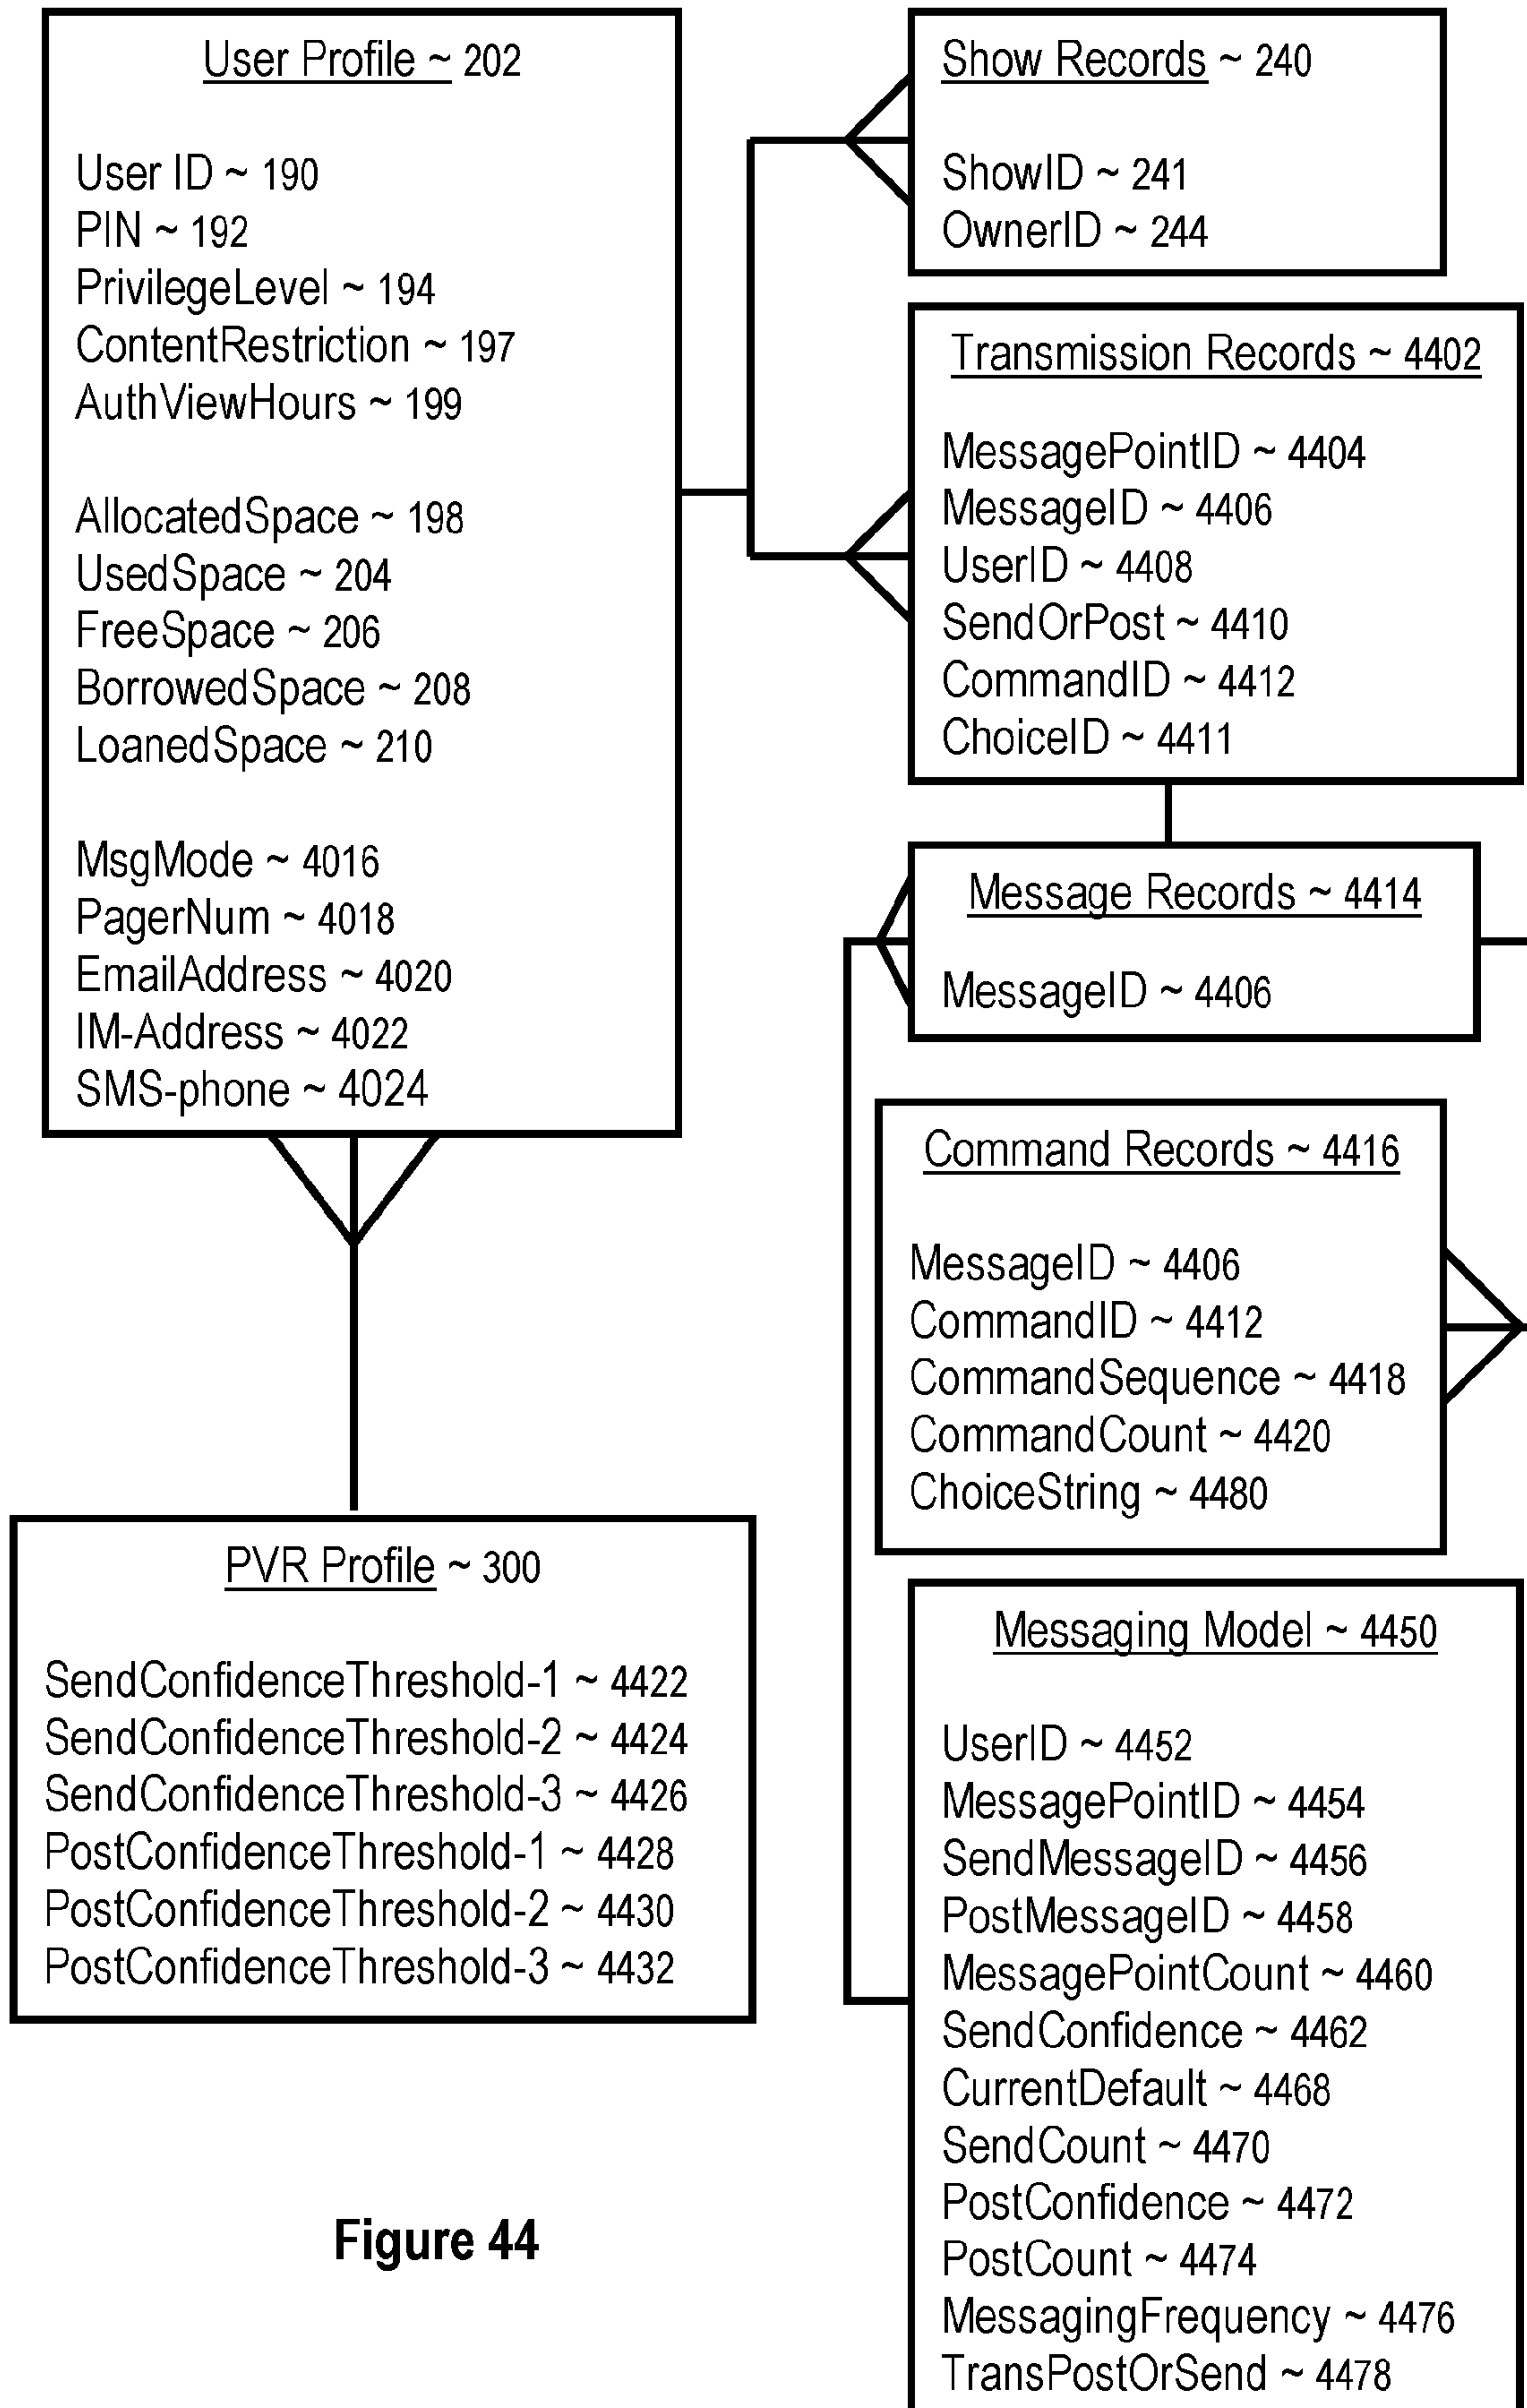 User Profile ~ 202
User ID ~ 190
PIN ~ 192
PrivilegeLevel ~ 194
ContentRestriction ~ 197
AuthViewHours ~ 199
AllocatedSpace ~ 198
UsedSpace ~ 204
FreeSpace ~ 206
BorrowedSpace ~ 208
LoanedSpace ~ 210
MsgMode ~ 4016
PagerNum ~ 4018
EmailAddress ~ 4020
IM-Address ~ 4022
SMS-phone ~ 4024
PVR Profile ~ 300
SendConfidenceThreshold-1 ~ 4422
SendConfidenceThreshold-2 ~ 4424
SendConfidenceThreshold-3 ~ 4426
PostConfidenceThreshold-1 ~ 4428
PostConfidenceThreshold-2 ~ 4430
PostConfidenceThreshold-3 ~ 4432
Show Records ~ 240
ShowID ~ 241
OwnerID ~ 244
Transmission Records ~ 4402
MessagePointID ~ 4404
MessageID ~ 4406
UserID ~ 4408
SendOrPost ~ 4410
CommandID ~ 4412
ChoiceID ~ 4411
Message Records ~ 4414
MessageID ~ 4406
Command Records ~ 4416
MessageID ~ 4406
CommandID ~ 4412
CommandSequence ~ 4418
CommandCount ~ 4420
ChoiceString ~ 4480
Messaging Model ~ 4450
UserID ~ 4452
MessagePointID ~ 4454
SendMessageID ~ 4456
PostMessageID ~ 4458
MessagePointCount ~ 4460
SendConfidence ~ 4462
CurrentDefault ~ 4468
SendCount ~ 4470
PostConfidence ~ 4472
PostCount ~ 4474
MessagingFrequency ~ 4476
TransPostOrSend ~ 4478
Figure 44